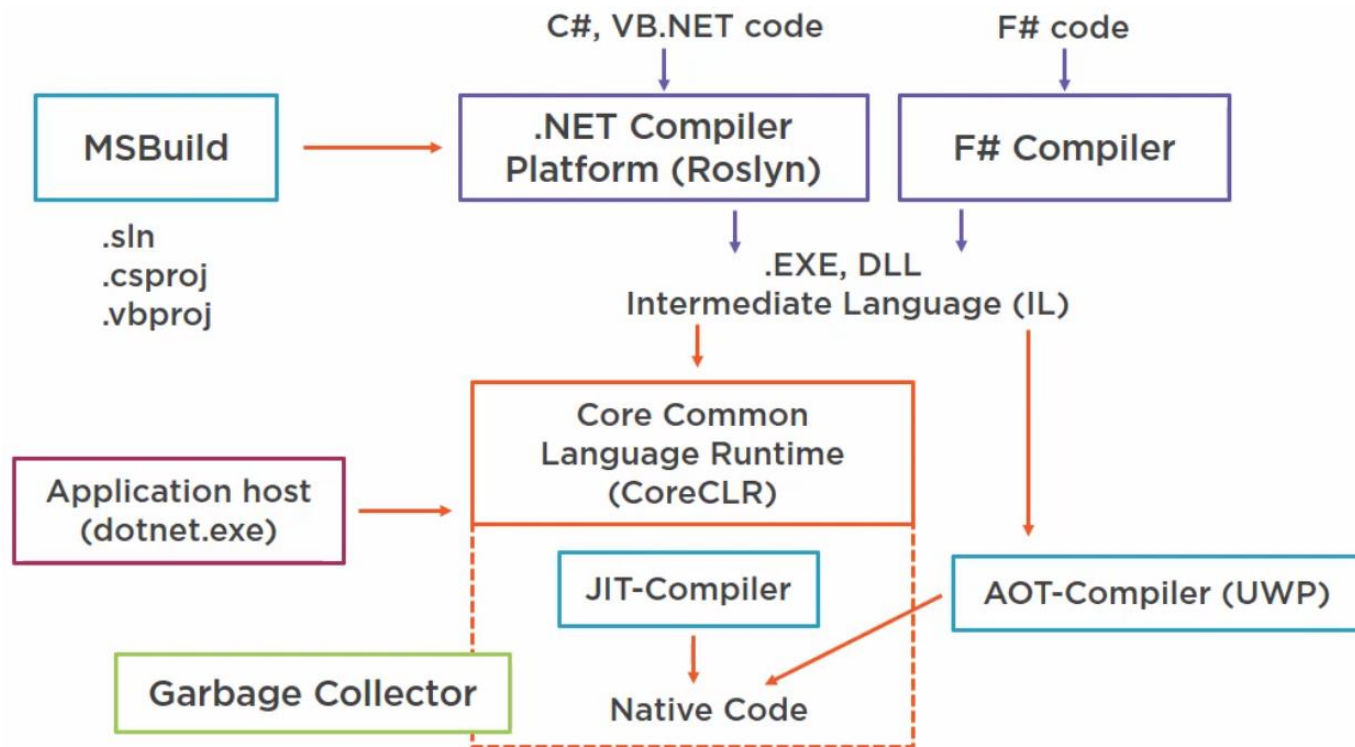 C#, VB.NET code
F# code
MSBuild
.NET Compiler
Platform (Roslyn)
F# Compiler
.sln
.csproj
.vbproj
.EXE, DLL
Intermediate Language (IL)
Core Common
Language Runtime
(CoreCLR)
Application host
(dotnet.exe)
JIT-Compiler
AOT-Compiler (UWP)
Garbage Collector
Native Code